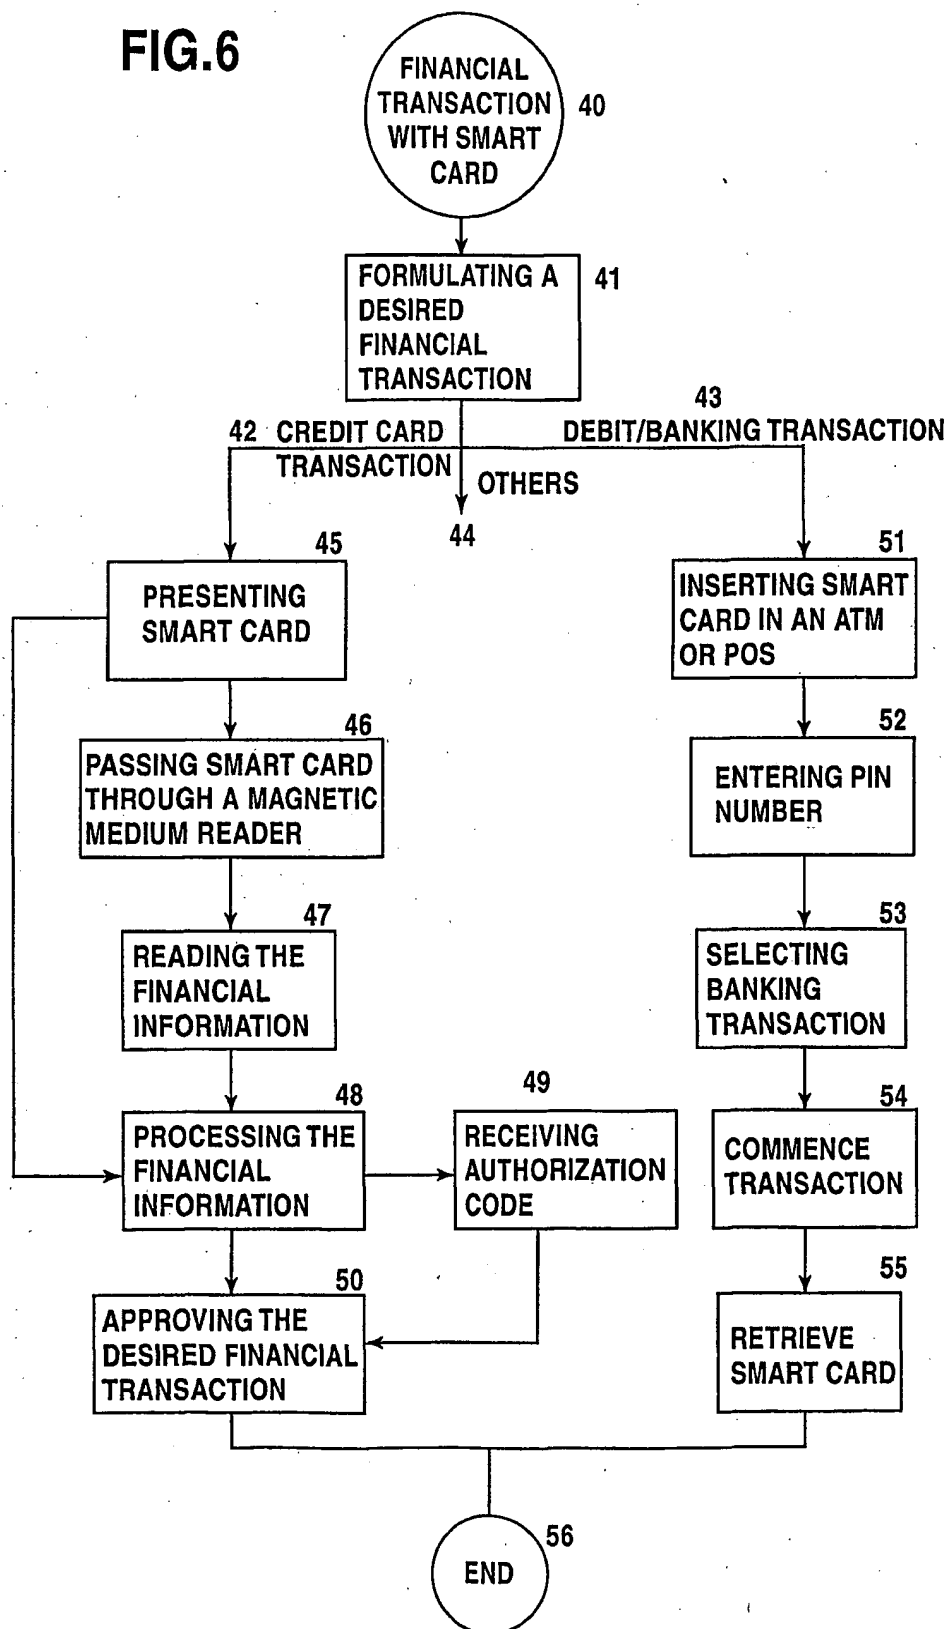 FIG.6
FINANCIAL
TRANSACTION
WITH SMART
CARD
40
FORMULATING A
DESIRED
FINANCIAL
TRANSACTION
41
42 CREDIT CARD
TRANSACTION
43
DEBIT/BANKING TRANSACTION
OTHERS
44
45
PRESENTING
SMART CARD
46
PASSING SMART CARD
THROUGH A MAGNETIC
MEDIUM READER
47
READING THE
FINANCIAL
INFORMATION
48
PROCESSING THE
FINANCIAL
INFORMATION
49
RECEIVING
AUTHORIZATION
CODE
50
APPROVING THE
DESIRED FINANCIAL
TRANSACTION
51
INSERTING SMART
CARD IN AN ATM
OR POS
52
ENTERING PIN
NUMBER
53
SELECTING
BANKING
TRANSACTION
54
COMMENCE
TRANSACTION
55
RETRIEVE
SMART CARD
56
END